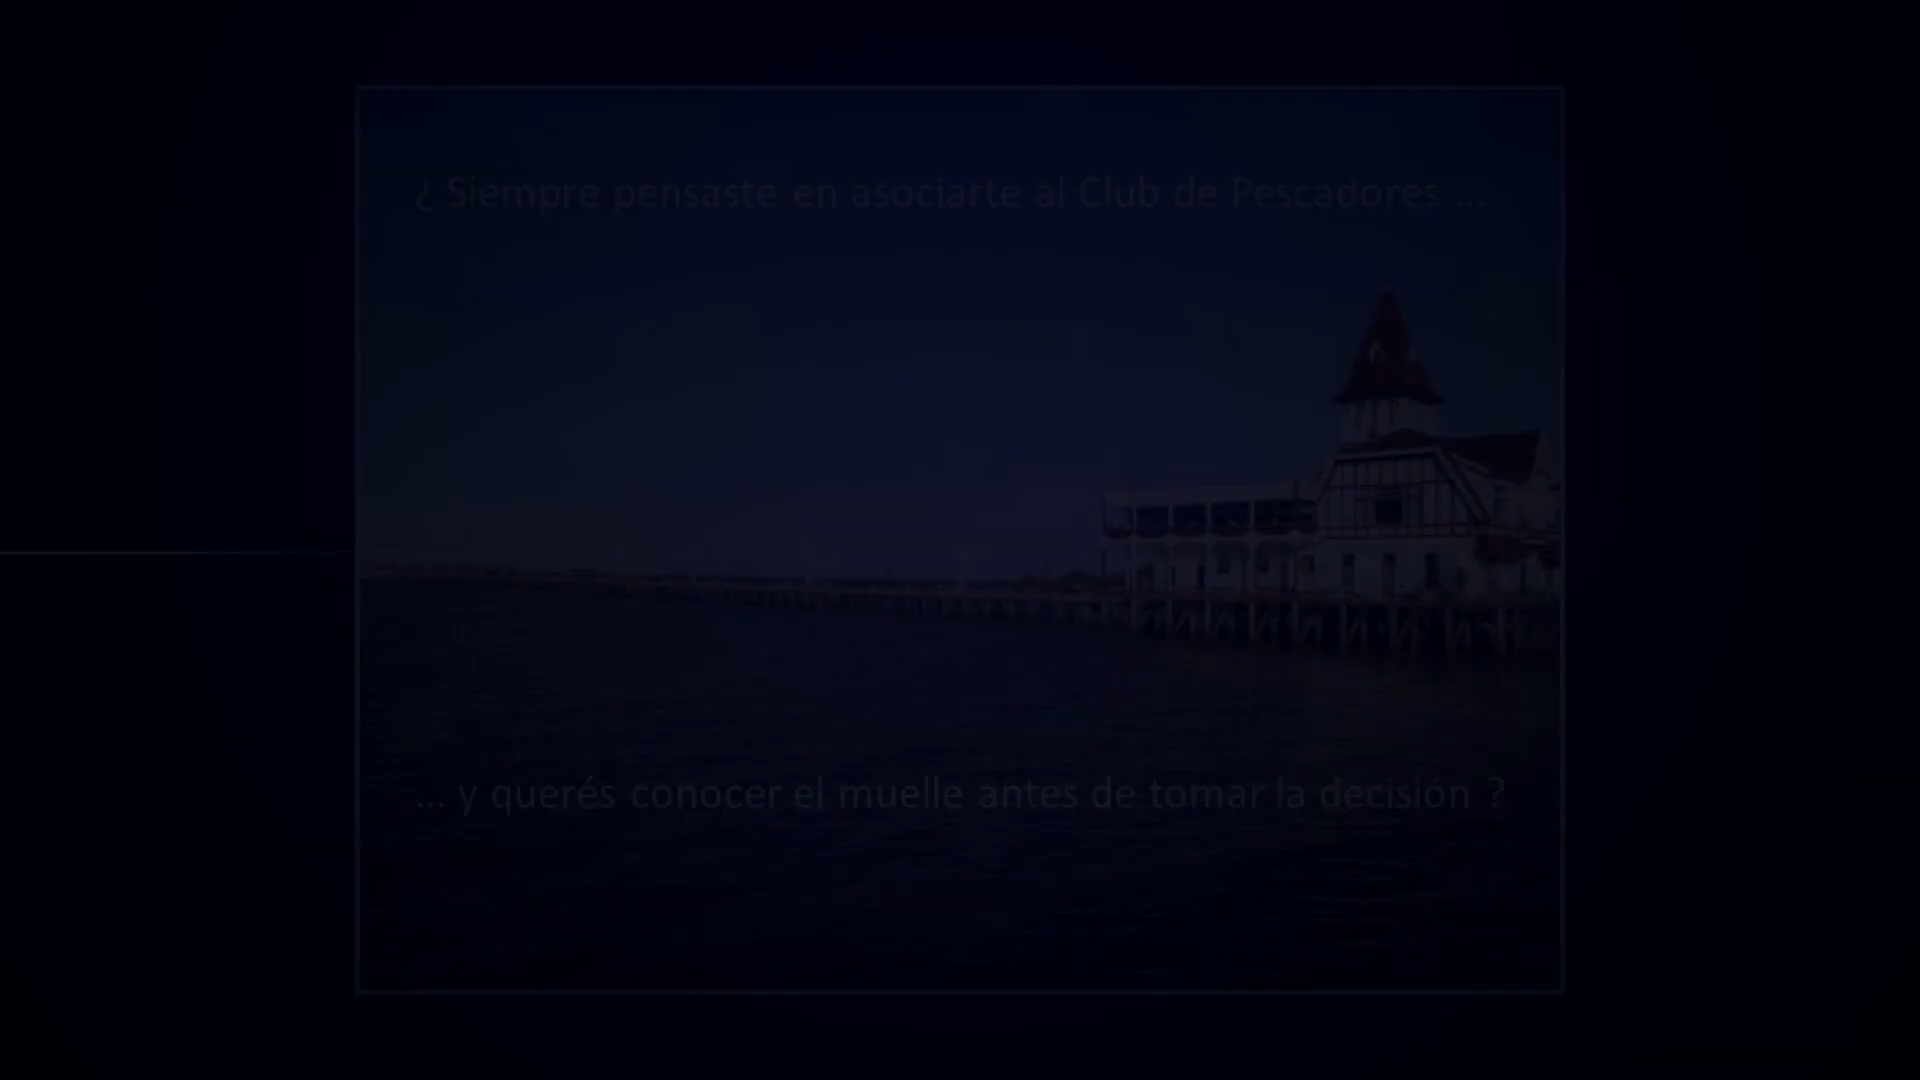 ¿ Siempre pensaste en asociarte al Club de Pescadores ...
... y querés conocer el muelle antes de tomar la decisión ?